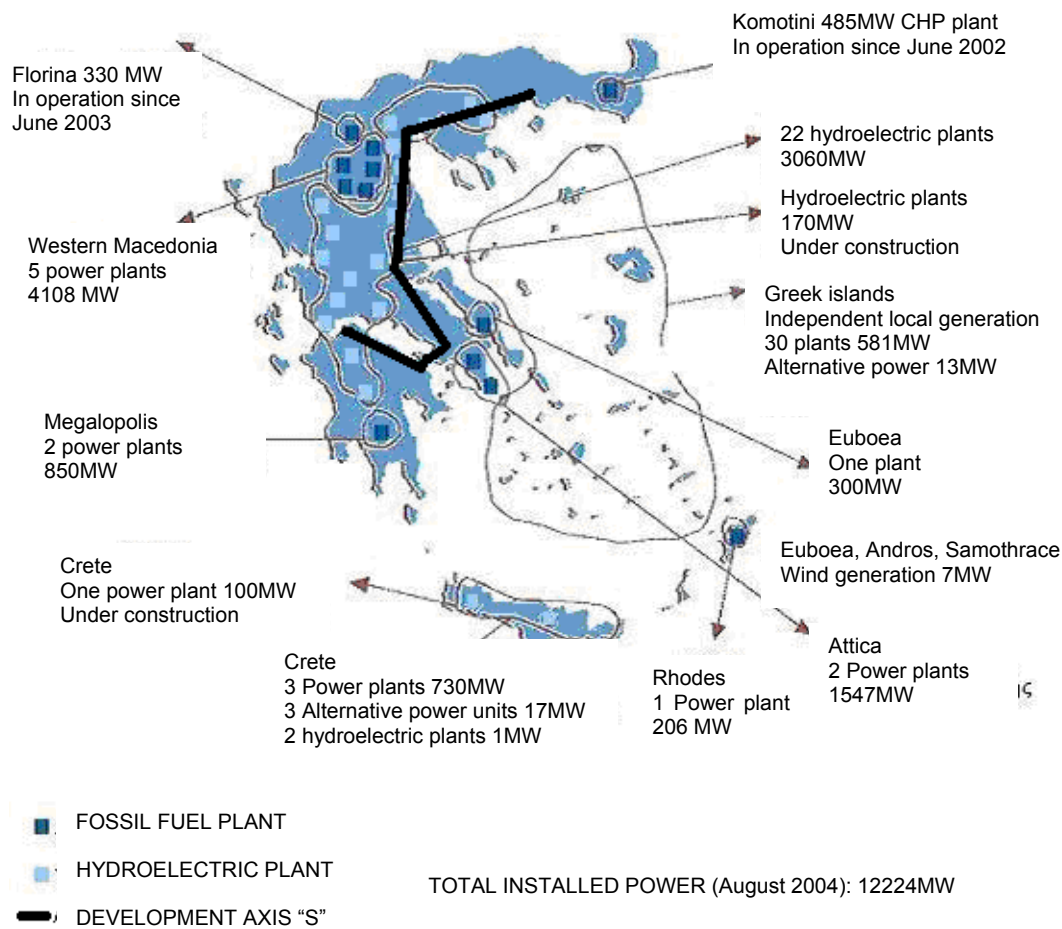 Komotini 485MW CHP plant
In operation since June 2002
Florina 330 MW
In operation since
June 2003
22 hydroelectric plants
3060MW
Hydroelectric plants
170MW
Under construction
Western Macedonia
5 power plants
4108 MW
Greek islands
Independent local generation
30 plants 581MW
Alternative power 13MW
Megalopolis
2 power plants
850MW
Euboea
One plant
300MW
Euboea, Andros, Samothrace
Wind generation 7MW
Crete
One power plant 100MW
Under construction
Attica
2 Power plants
1547MW
Crete
3 Power plants 730MW
3 Alternative power units 17MW
2 hydroelectric plants 1MW
Rhodes
1 Power plant
206 MW
FOSSIL FUEL PLANT
HYDROELECTRIC PLANT
DEVELOPMENT AXIS “S”
TOTAL INSTALLED POWER (August 2004): 12224MW